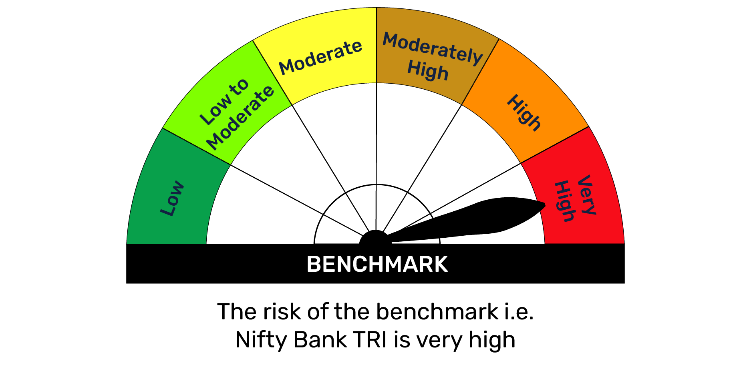 Low
Low to
Moderate
Moderate
Moderately
High
High
Very
High
BENCHMARK
The risk of the benchmark i.e.
Nifty Bank TRI is very high